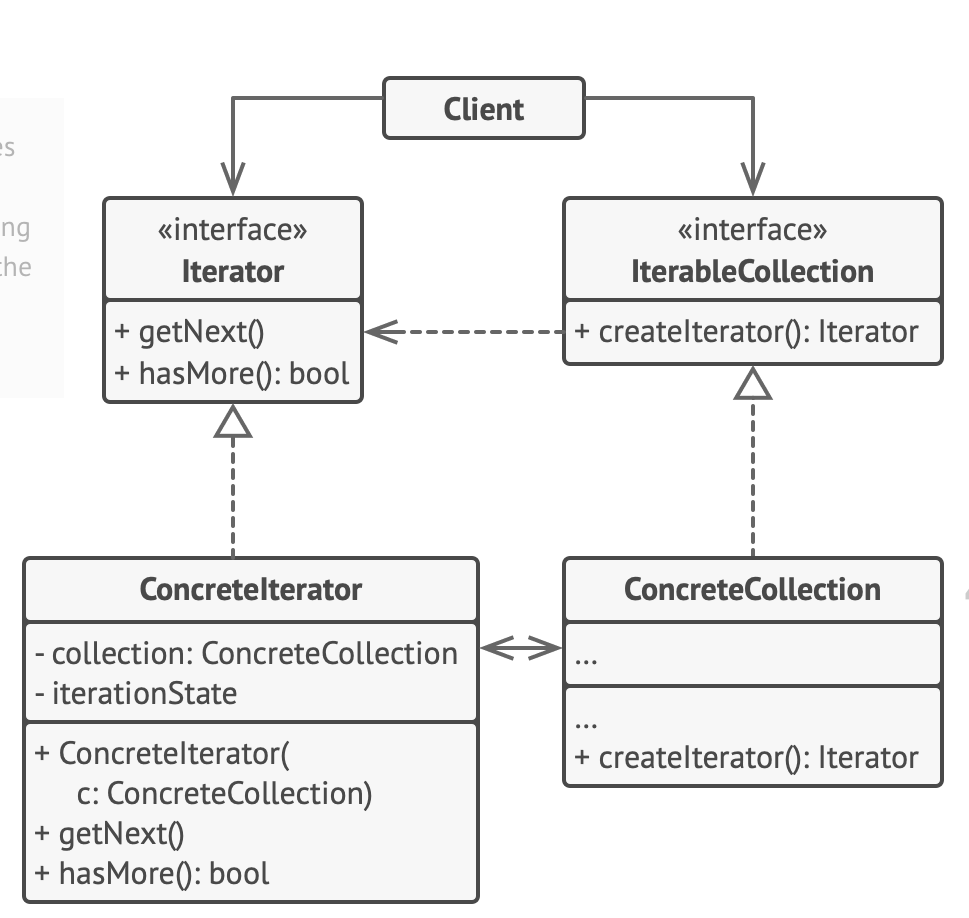 es
ng
the
Client
«interface»
Iterator
+ getNext()
+ hasMore(): bool
«interface»
IterableCollection
+ createIterator(): Iterator
ConcreteIterator
- collection: ConcreteCollection
- iterationState
+ ConcreteIterator(
c: ConcreteCollection)
+ getNext()
+ hasMore(): bool
ConcreteCollection
...
...
+ createIterator(): Iterator